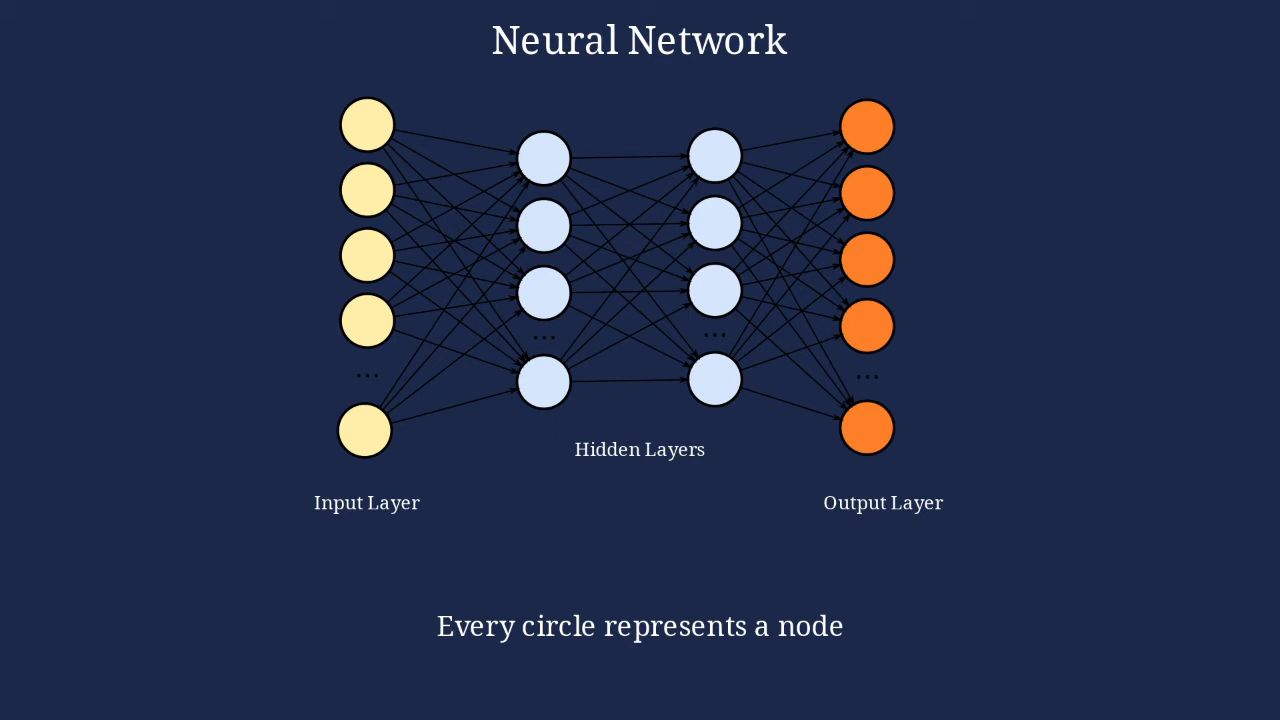 Neural Network
...
...
...
...
Hidden Layers
Input Layer
Output Layer
Every circle represents a node